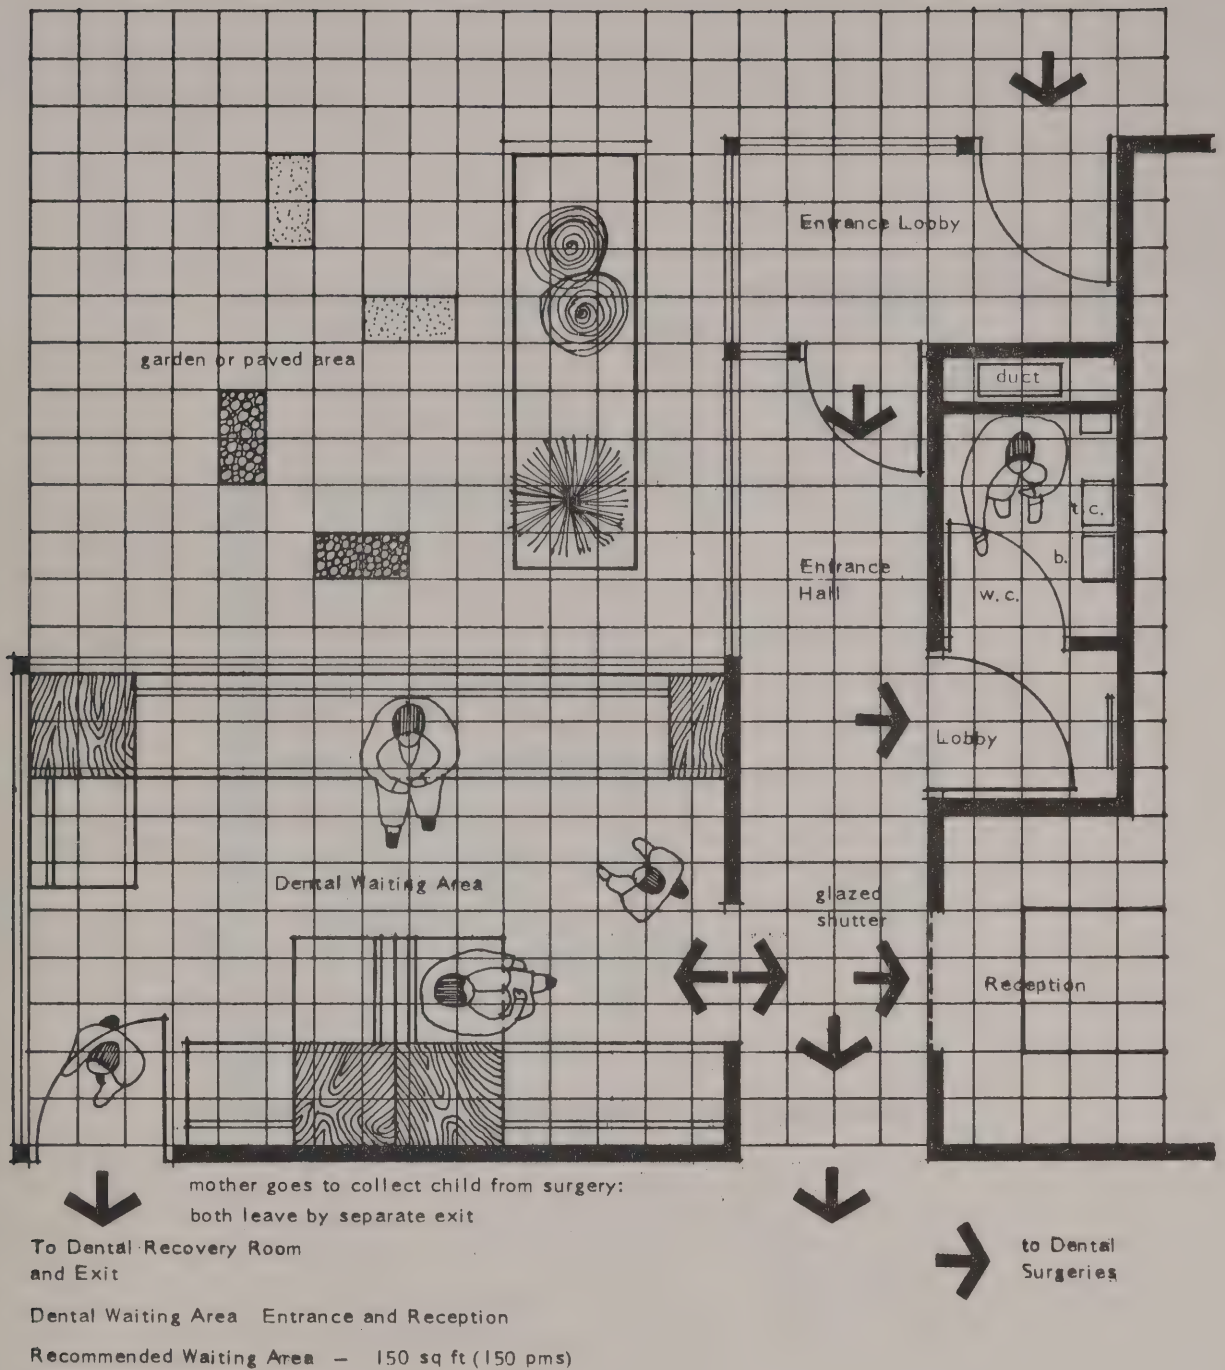 Entrance Lobby
garden or paved area
duct
t.c.
b.
Entrance
Hall
w.c.
Lobby
Dental Waiting Area
glazed
shutter
Reception
mother goes to collect child from surgery:
both leave by separate exit
To Dental Recovery Room
and Exit
to Dental
Surgeries
Dental Waiting Area Entrance and Reception
Recommended Waiting Area – 150 sq ft (150 pms)